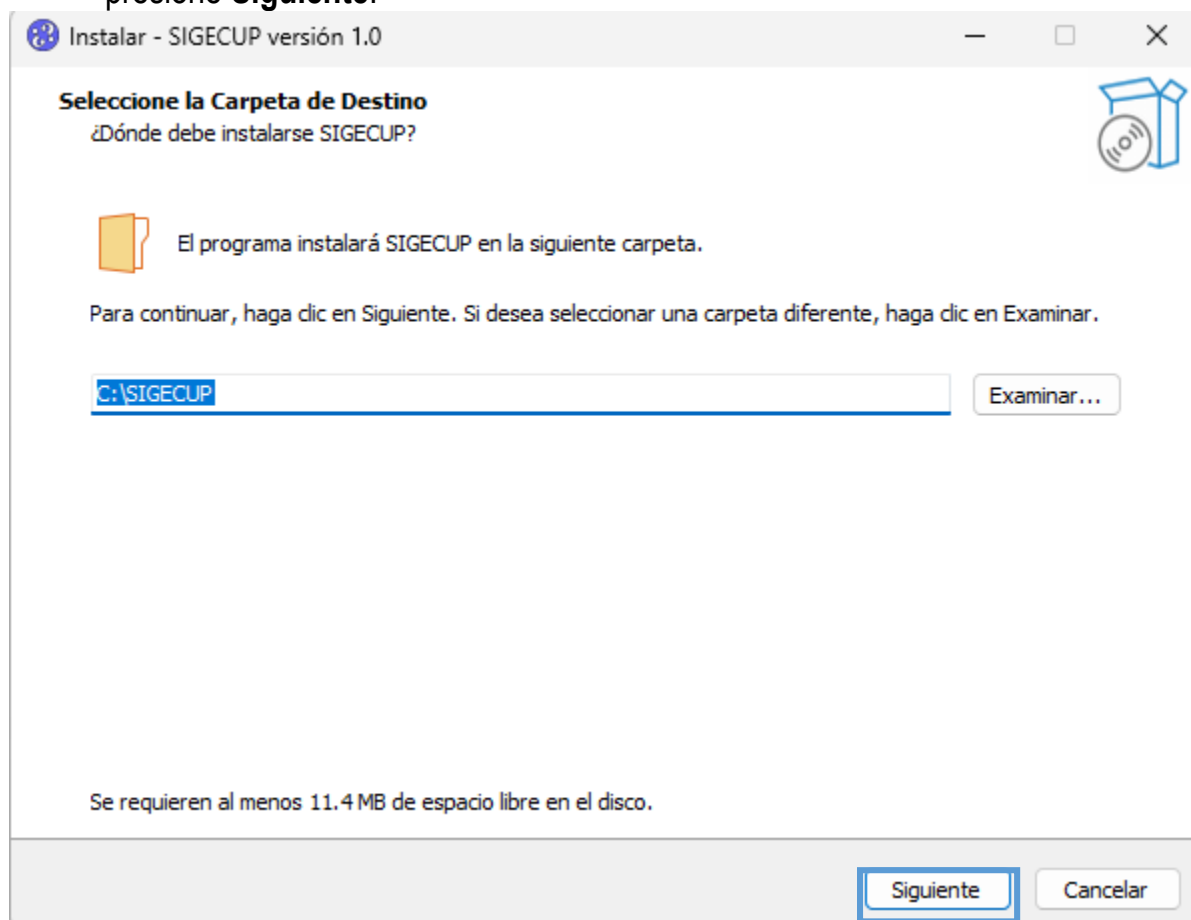 presione Siguiente.
Instalar - SIGECUP versión 1.0
Seleccione la Carpeta de Destino
¿Dónde debe instalarse SIGECUP?
El programa instalará SIGECUP en la siguiente carpeta.
Para continuar, haga clic en Siguiente. Si desea seleccionar una carpeta diferente, haga clic en Examinar.
C:\SIGECUP
Examinar...
Se requieren al menos 11.4 MB de espacio libre en el disco.
Siguiente
Cancelar